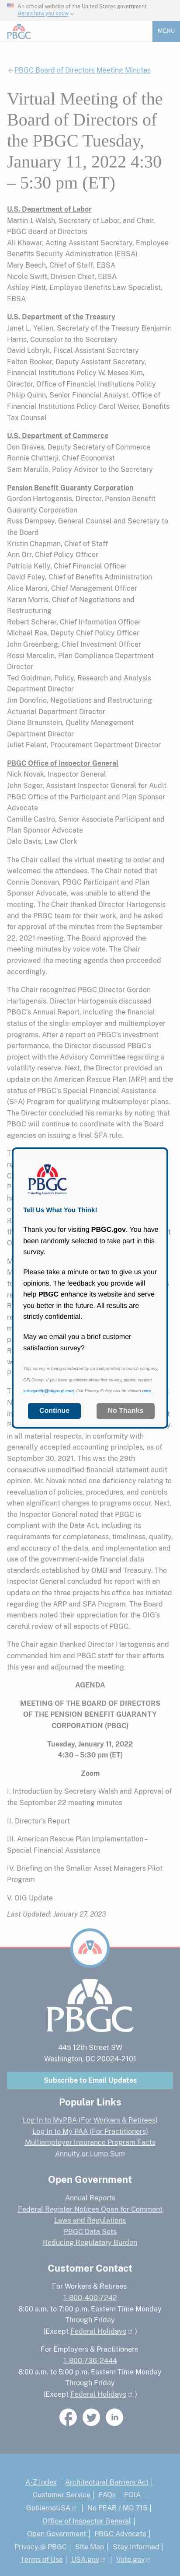 An official website of the United States government
Here's how you know
PBGC
MENU
PBGC Board of Directors Meeting Minutes
Virtual Meeting of the
Board of Directors of
the PBGC Tuesday,
January 11, 2022 4:30
– 5:30 pm (ET)
U.S. Department of Labor
Martin J. Walsh, Secretary of Labor, and Chair,
PBGC Board of Directors
Ali Khawar, Acting Assistant Secretary, Employee
Benefits Security Administration (EBSA)
Mary Beech, Chief of Staff, EBSA
Nicole Swift, Division Chief, EBSA
Ashley Piatt, Employee Benefits Law Specialist,
EBSA
U.S. Department of the Treasury
Janet L. Yellen, Secretary of the Treasury Benjamin
Harris, Counselor to the Secretary
David Lebryk, Fiscal Assistant Secretary
Felton Booker, Deputy Assistant Secretary,
Financial Institutions Policy W. Moses Kim,
Director, Office of Financial Institutions Policy
Philip Quinn, Senior Financial Analyst, Office of
Financial Institutions Policy Carol Weiser, Benefits
Tax Counsel
U.S. Department of Commerce
Don Graves, Deputy Secretary of Commerce
Ronnie Chatterji, Chief Economist
Sam Marullo, Policy Advisor to the Secretary
Pension Benefit Guaranty Corporation
Gordon Hartogensis, Director, Pension Benefit
Guaranty Corporation
Russ Dempsey, General Counsel and Secretary to
the Board
Kristin Chapman, Chief of Staff
Ann Orr, Chief Policy Officer
Patricia Kelly, Chief Financial Officer
David Foley, Chief of Benefits Administration
Alice Maroni, Chief Management Officer
Karen Morris, Chief of Negotiations and
Restructuring
Robert Scherer, Chief Information Officer
Michael Rae, Deputy Chief Policy Officer
John Greenberg, Chief Investment Officer
Rossi Marcelin, Plan Compliance Department
Director
Ted Goldman, Policy, Research and Analysis
Department Director
Jim Donofrio, Negotiations and Restructuring
Actuarial Department Director
Diane Braunstein, Quality Management
Department Director
Juliet Felent, Procurement Department Director
PBGC Office of Inspector General
Nick Novak, Inspector General
John Seger, Assistant Inspector General for Audit
PBGC Office of the Participant and Plan Sponsor
Advocate
Camille Castro, Senior Associate Participant and
Plan Sponsor Advocate
Dale Davis, Law Clerk
The Chair called the virtual meeting to order and
welcomed the attendees. The Chair noted that
Connie Donovan, PBGC Participant and Plan
Sponsor Advocate, was unable to make the
meeting. The Chair thanked Director Hartogensis
and the PBGC team for the hard work, and
approved of the minutes from the September
22, 2021 meeting. The Board approved the
meeting minutes by voice vote. The Chair
previewed the meeting agenda then proceeded
accordingly.
The Chair recognized PBGC Director Gordon
Hartogensis. Director Hartogensis discussed
PBGC's Annual Report, including the financial
status of the single-employer and multiemployer
programs. After a report on PBGC's investment
performance, the Director discussed PBGC's
project with its Advisory Committee regarding a
volatility exposure. Next, the Director provided an
update on the American Rescue Plan (ARP) and
the status of PBGC's Special Financial Assistance
(SFA) Program for qualifying multiemployer plans.
The Director concluded his remarks by noting that
PBGC will continue to coordinate with the Board
agencies on issuing a final SFA rule.
PBGC
Protecting America's Pensions
Tell Us What You Think!
Thank you for visiting PBGC.gov. You have
been randomly selected to take part in this
survey.
Please take a minute or two to give us your
opinions. The feedback you provide will
help PBGC enhance its website and serve
you better in the future. All results are
strictly confidential.
May we email you a brief customer
satisfaction survey?
This survey is being conducted by an independent research company,
CFI Group. If you have questions about this survey, please contact
surveyhelp@cfigroup.com. Our Privacy Policy can be viewed here
Continue
No Thanks
in all material respects, in conformity with
generally accepted accounting principles, as of
September 30, 2021. This was the 29th
consecutive unmodified financial statement audit
opinion. Mr. Novak noted one deficiency,
reporting that there was one significant deficiency
relating to the
changes to its programs occur. Next,
the Inspector General noted that PBGC is
compliant with standards, including the
requirements for completeness, timeliness, quality,
and accuracy of the data, and the use of
data standards established by OMB and Treasury. The
Inspector General concluded his report with an
update on the three projects his office has initiated
regarding the ARP and SFA Program. The Board
members noted their appreciation for the OIG's
careful review of all aspects of PBGC.
The Chair again thanked Director Hartogensis and
commended him and PBGC staff for their efforts
and then adjourned the meeting.
AGENDA
MEETING OF THE BOARD OF DIRECTORS
OF THE PENSION BENEFIT GUARANTY
CORPORATION (PBGC)
Tuesday, January 11, 2022
4:30 – 5:30 pm (ET)
Zoom
I. Introduction by Secretary Walsh and Approval of
the September 22 meeting minutes
II. Director's Report
III. American Rescue Plan Implementation –
Special Financial Assistance
IV. Briefing on the Smaller Asset Managers Pilot
Program
V. OIG Update
Last Updated: January 27, 2023
PBGC
445 12th Street SW
Washington, DC 20024-2101
Subscribe to Email Updates
Popular Links
Log In to MyPBA (For Workers & Retirees)
Log In to My PAA (For Practitioners)
Multiemployer Insurance Program Facts
Annuity or Lump Sum
Open Government
Annual Reports
Federal Register Notices Open for Comment
Laws and Regulations
PBGC Data Sets
Reducing Regulatory Burden
Customer Contact
For Workers & Retirees
1-800-400-7242
8:00 a.m. to 7:00 p.m. Eastern Time Monday
Through Friday
(Except Federal Holidays )
For Employers & Practitioners
1-800-736-2444
8:00 a.m. to 5:00 p.m. Eastern Time Monday
Through Friday
(Except Federal Holidays )
A-Z Index | Architectural Barriers Act |
Customer Service | FAQs | FOIA |
GobiernoUSA | No FEAR / MD 715 |
Office of Inspector General |
Open Government | PBGC Advocate |
Privacy @ PBGC | Site Map | Stay Informed |
Terms of Use | USA.gov | Vote.gov |